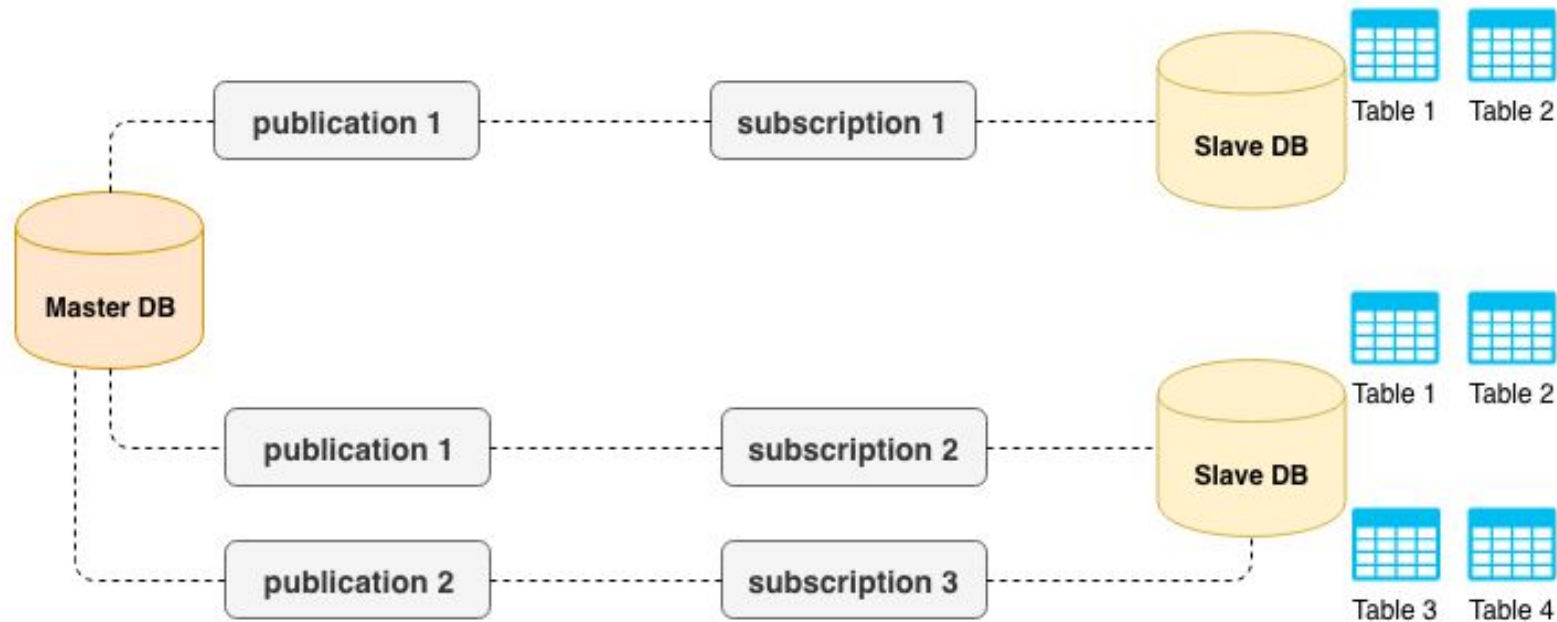 Table 1 Table 2
publication 1 subscription 1
Slave DB
Master DB
Table 1 Table 2
publication 1 subscription 2
Slave DB
publication 2 subscription 3
Table 3 Table 4